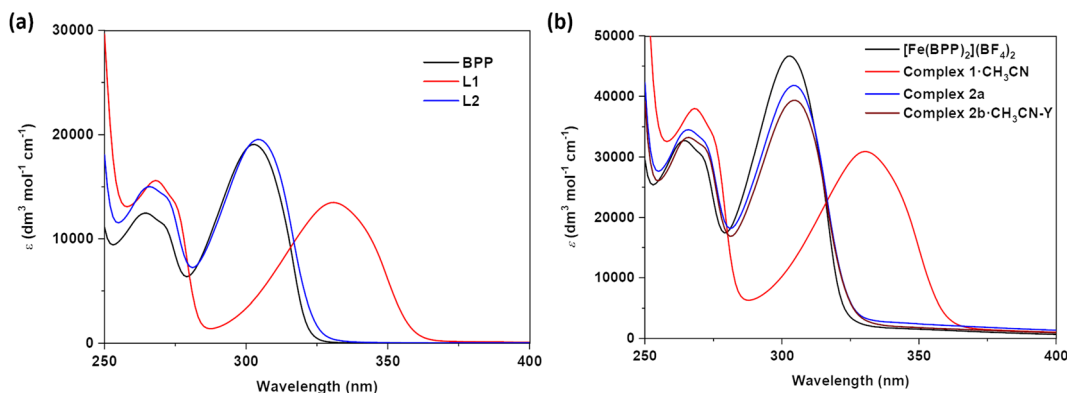 (a)
30000
20000
10000
0
ε (dm³ mol⁻¹ cm⁻¹)
BPP
L1
L2
250
300
350
400
Wavelength (nm)
(b)
50000
40000
30000
20000
10000
0
ε (dm³ mol⁻¹ cm⁻¹)
[Fe(BPP)₂](BF₄)₂
Complex 1·CH₃CN
Complex 2a
Complex 2b·CH₃CN-Y
250
300
350
400
Wavelength (nm)